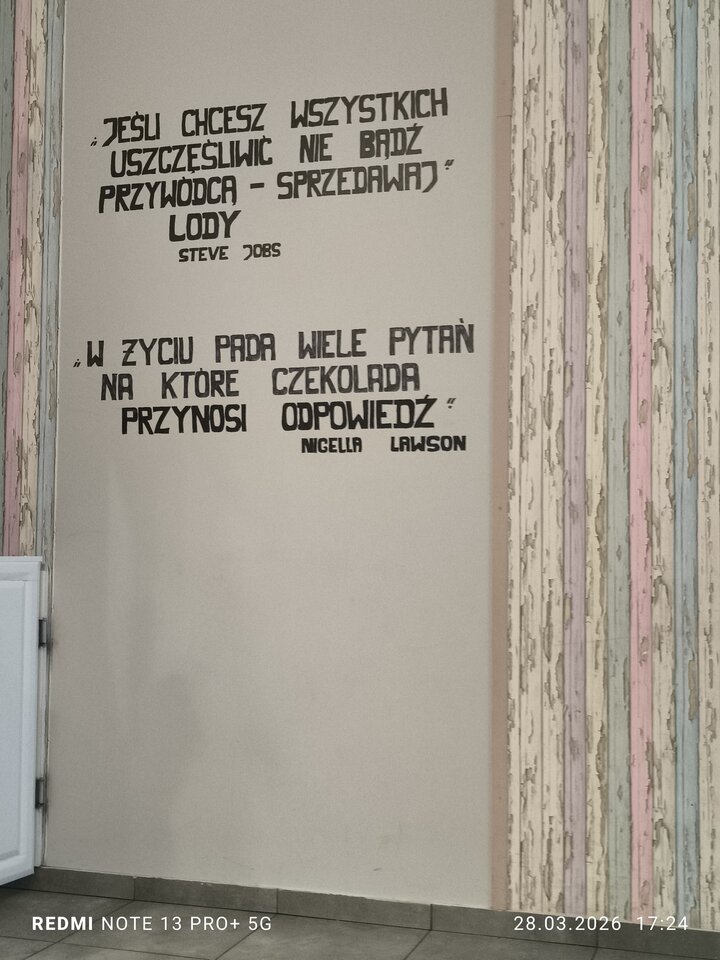 „JEŚLI CHCESZ WSZYSTKICH
USZCZĘŚLIWIĆ NIE BĄDŹ
PRZYWÓDCĄ – SPRZEDAWAJ”
LODY
STEVE JOBS
„W ŻYCIU PADA WIELE PYTAŃ
NA KTÓRE CZEKOLADA
PRZYNOSI ODPOWIEDŹ”
NIGELLA LAWSON
REDMI NOTE 13 PRO+ 5G
28.03.2026 17:24